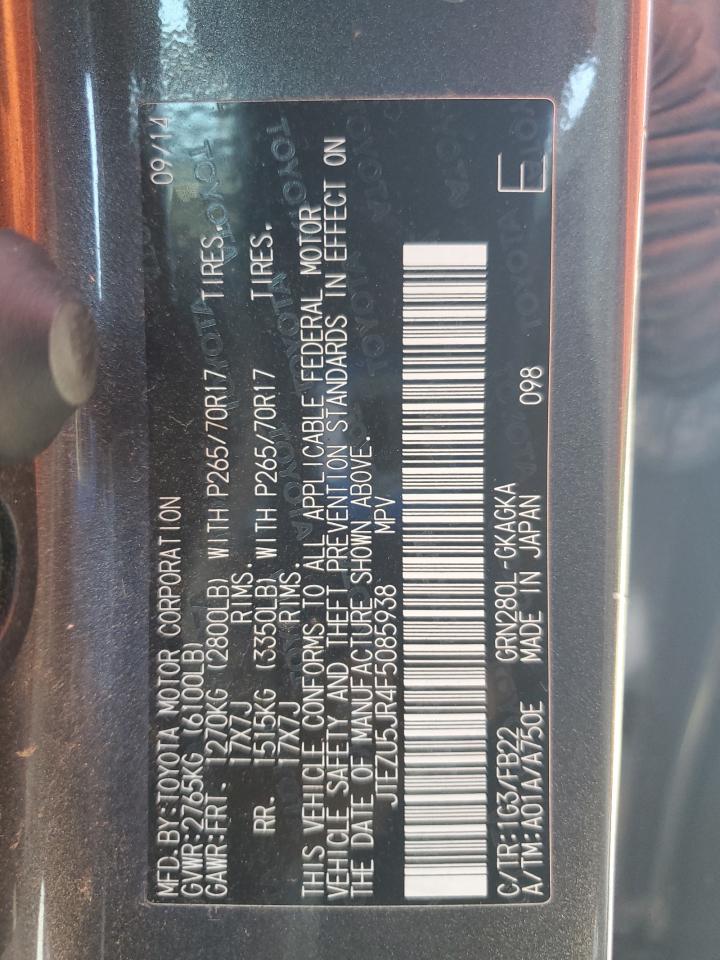 MFD.BY:TOYOTA MOTOR CORPORATION 09/14
GVWR:2765KG (6100LB)
GAWR:FRT. 1270KG (2800LB) WITH P265/70R17 TIRES.
17X7J RIMS.
RR. 1515KG (3350LB) WITH P265/70R17 TIRES.
17X7J RIMS.
THIS VEHICLE CONFORMS TO ALL APPLICABLE FEDERAL MOTOR
VEHICLE SAFETY AND THEFT PREVENTION STANDARDS IN EFFECT ON
THE DATE OF MANUFACTURE SHOWN ABOVE.
JTEZU5JR4F5085938 MPV
C/TR:1G3/FB22 GRN280L-GKAGKA
A/TM:A01A/A750E MADE IN JAPAN 098 E